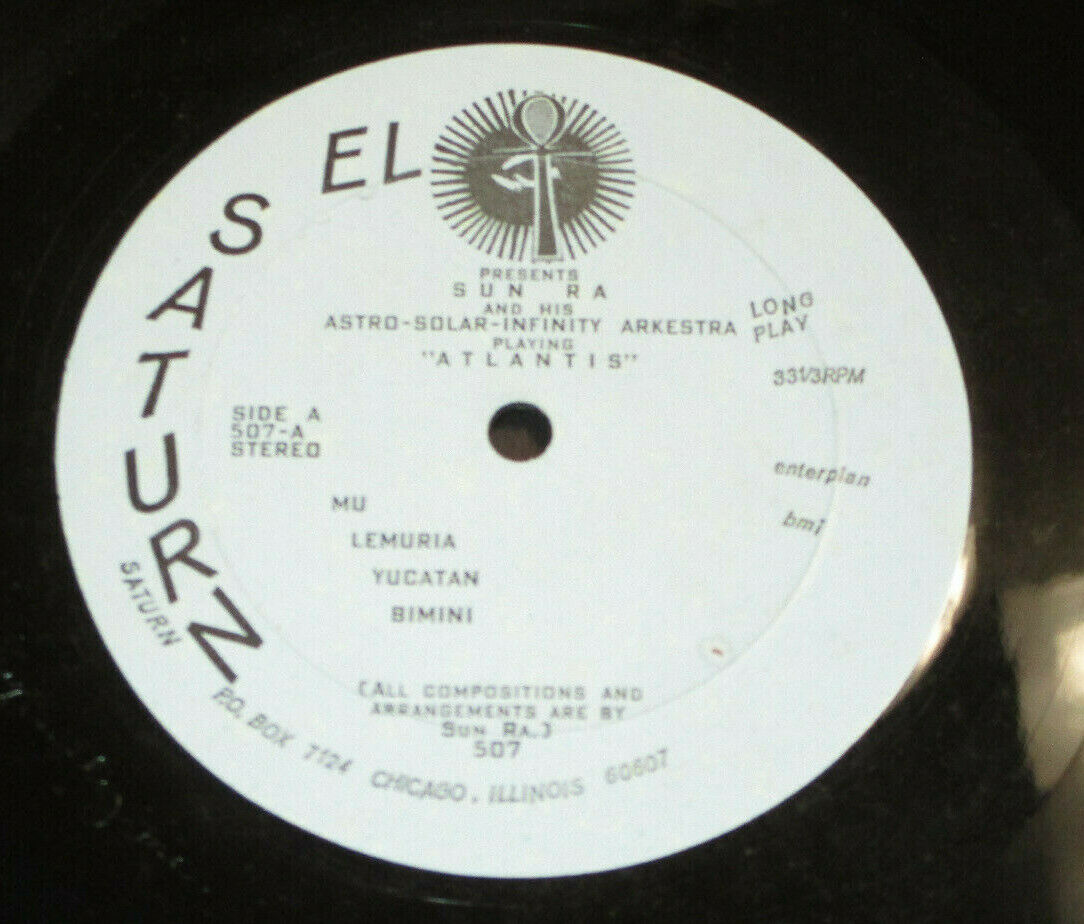 EL
SATURN
PRESENTS
SUN RA
AND HIS
ASTRO-SOLAR-INFINITY ARKESTRA
PLAYING
"ATLANTIS"
LONG
PLAY
33 1/3 RPM
SIDE A
507-A
STEREO
enterplan
bmi
MU
LEMURIA
YUCATAN
BIMINI
[ALL COMPOSITIONS AND
ARRANGEMENTS ARE BY
SUN RA.]
507
SATURN P.O. BOX 7124 CHICAGO, ILLINOIS 60607